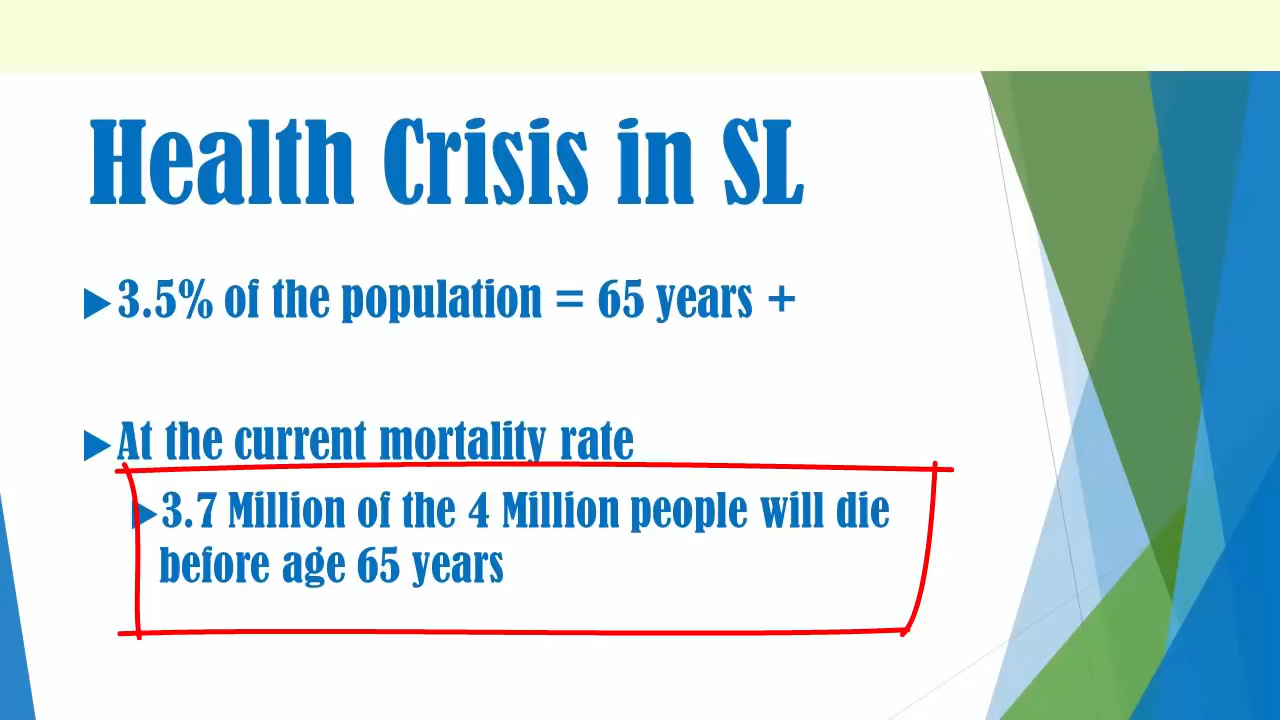 Health Crisis in SL
3.5% of the population = 65 years +
At the current mortality rate
3.7 Million of the 4 Million people will die
before age 65 years